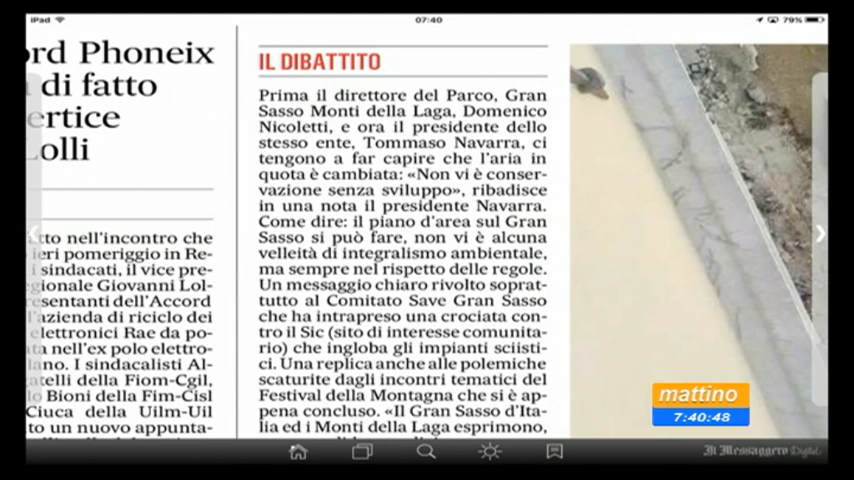 iPad
07:40
79%
ord Phoneix
di fatto
ertice
Lolli
tto nell'incontro che
ieri pomeriggio in Re-
i sindacati, il vice pre-
gionale Giovanni Lol-
resentanti dell'Accord
l'azienda di riciclo dei
elettronici Rae da po-
ta nell'ex polo elettro-
lano. I sindacalisti Al-
atelli della Fiom-Cgil,
lo Bioni della Fim-Cisl
Ciuca della Uilm-Uil
to un nuovo appunta-
IL DIBATTITO
Prima il direttore del Parco, Gran
Sasso Monti della Laga, Domenico
Nicoletti, e ora il presidente dello
stesso ente, Tommaso Navarra, ci
tengono a far capire che l'aria in
quota è cambiata: «Non vi è conser-
vazione senza sviluppo», ribadisce
in una nota il presidente Navarra.
Come dire: il piano d'area sul Gran
Sasso si può fare, non vi è alcuna
velleità di integralismo ambientale,
ma sempre nel rispetto delle regole.
Un messaggio chiaro rivolto soprat-
tutto al Comitato Save Gran Sasso
che ha intrapreso una crociata con-
tro il Sic (sito di interesse comunita-
rio) che ingloba gli impianti sciisti-
ci. Una replica anche alle polemiche
scaturite dagli incontri tematici del
Festival della Montagna che si è ap-
pena concluso. «Il Gran Sasso d'Ita-
lia ed i Monti della Laga esprimono,
mattino
7:40:48
Il Messaggero Digital